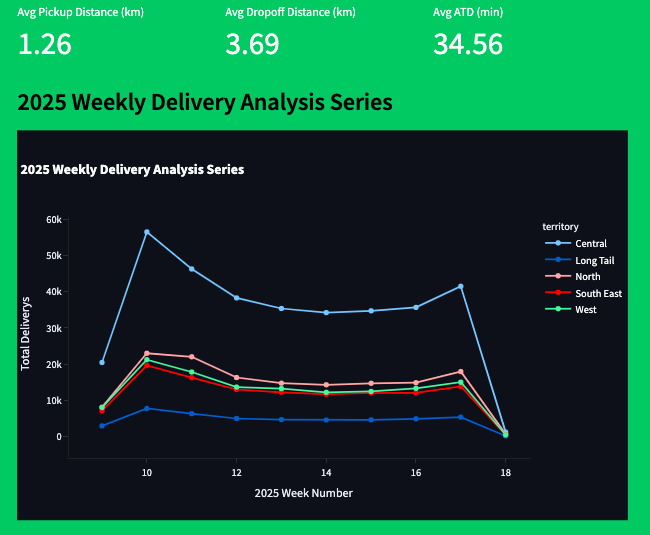 Avg Pickup Distance (km) Avg Dropoff Distance (km) Avg ATD (min)
1.26 3.69 34.56
2025 Weekly Delivery Analysis Series
2025 Weekly Delivery Analysis Series
territory
Central
Long Tail
North
South East
West
Total Deliverys
60k
50k
40k
30k
20k
10k
0
10 12 14 16 18
2025 Week Number